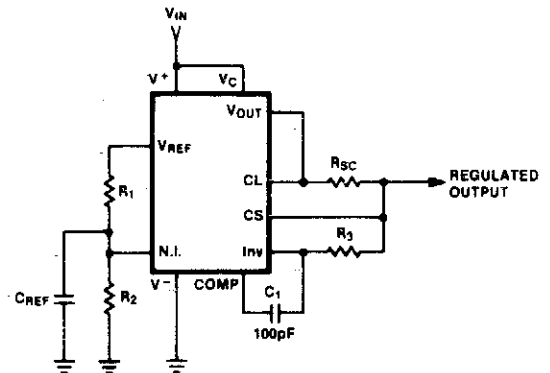 VIN
V+
VC
VOUT
VREF
RSC
REGULATED
OUTPUT
R1
CL
CS
N.I.
Inv
R3
CREF
R2
V−
COMP
C1
100pF